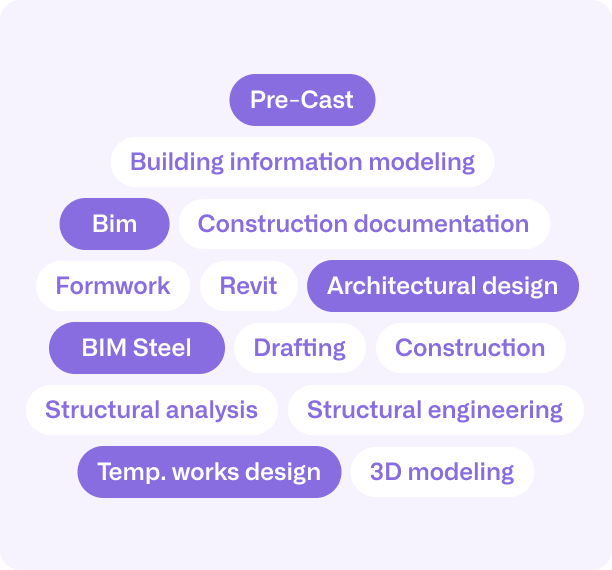 Pre-Cast
Building information modeling
Bim Construction documentation
Formwork Revit Architectural design
BIM Steel Drafting Construction
Structural analysis Structural engineering
Temp. works design 3D modeling